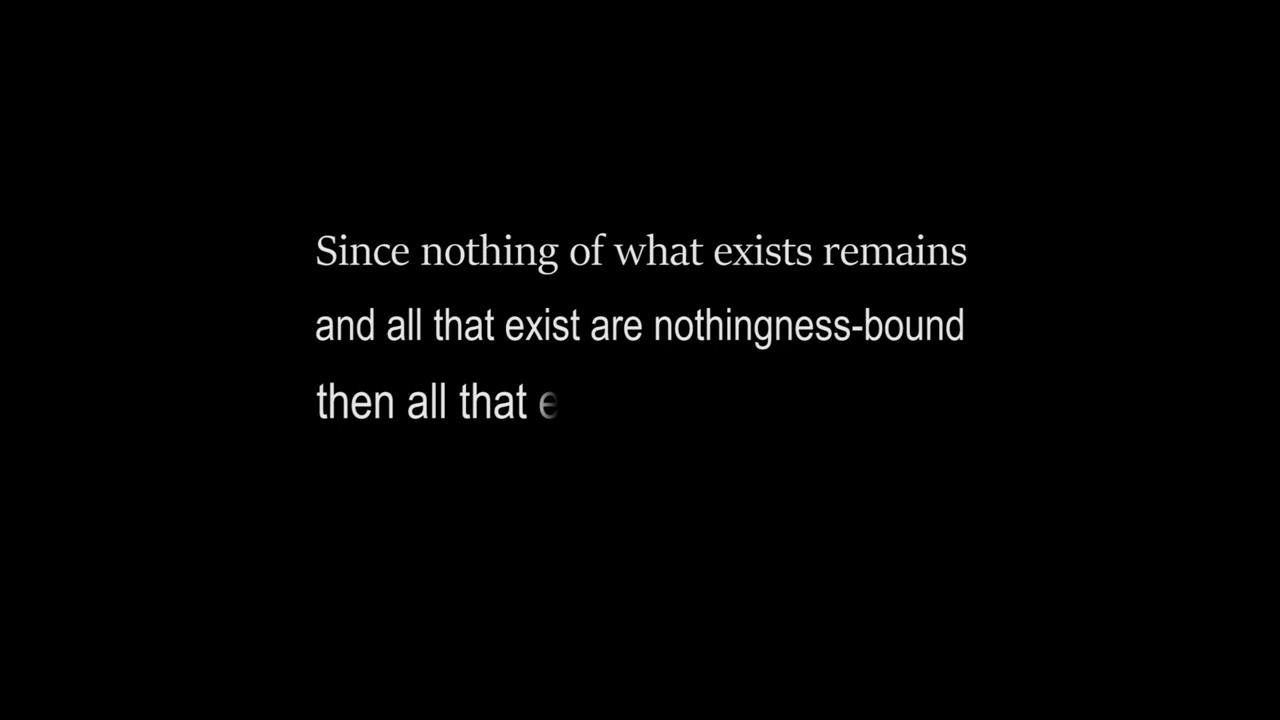 Since nothing of what exists remains
and all that exist are nothingness-bound
then all that e